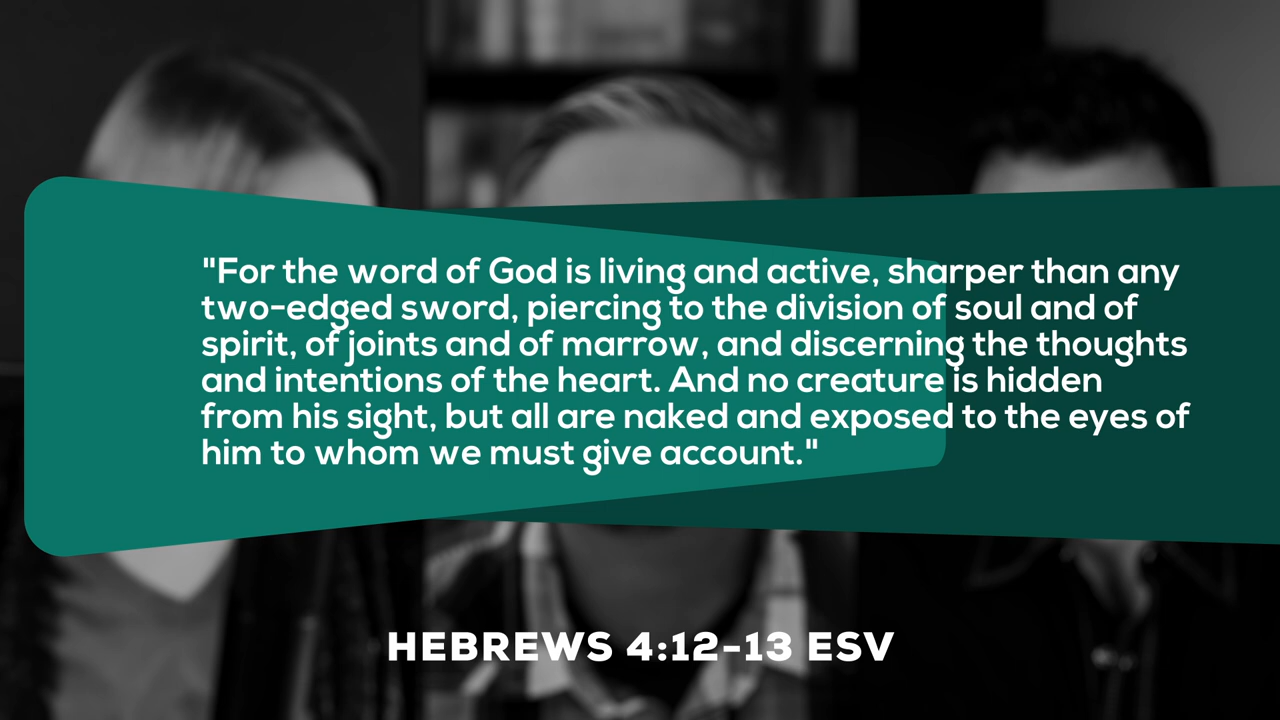 "For the word of God is living and active, sharper than any
two-edged sword, piercing to the division of soul and of
spirit, of joints and of marrow, and discerning the thoughts
and intentions of the heart. And no creature is hidden
from his sight, but all are naked and exposed to the eyes of
him to whom we must give account."
HEBREWS 4:12-13 ESV